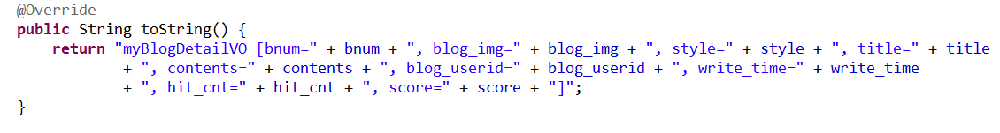 @Override
public String toString() {
    return "myBlogDetailVO [bnum=" + bnum + ", blog_img=" + blog_img + ", style=" + style + ", title=" + title
            + ", contents=" + contents + ", blog_userid=" + blog_userid + ", write_time=" + write_time
            + ", hit_cnt=" + hit_cnt + ", score=" + score + "]";
}